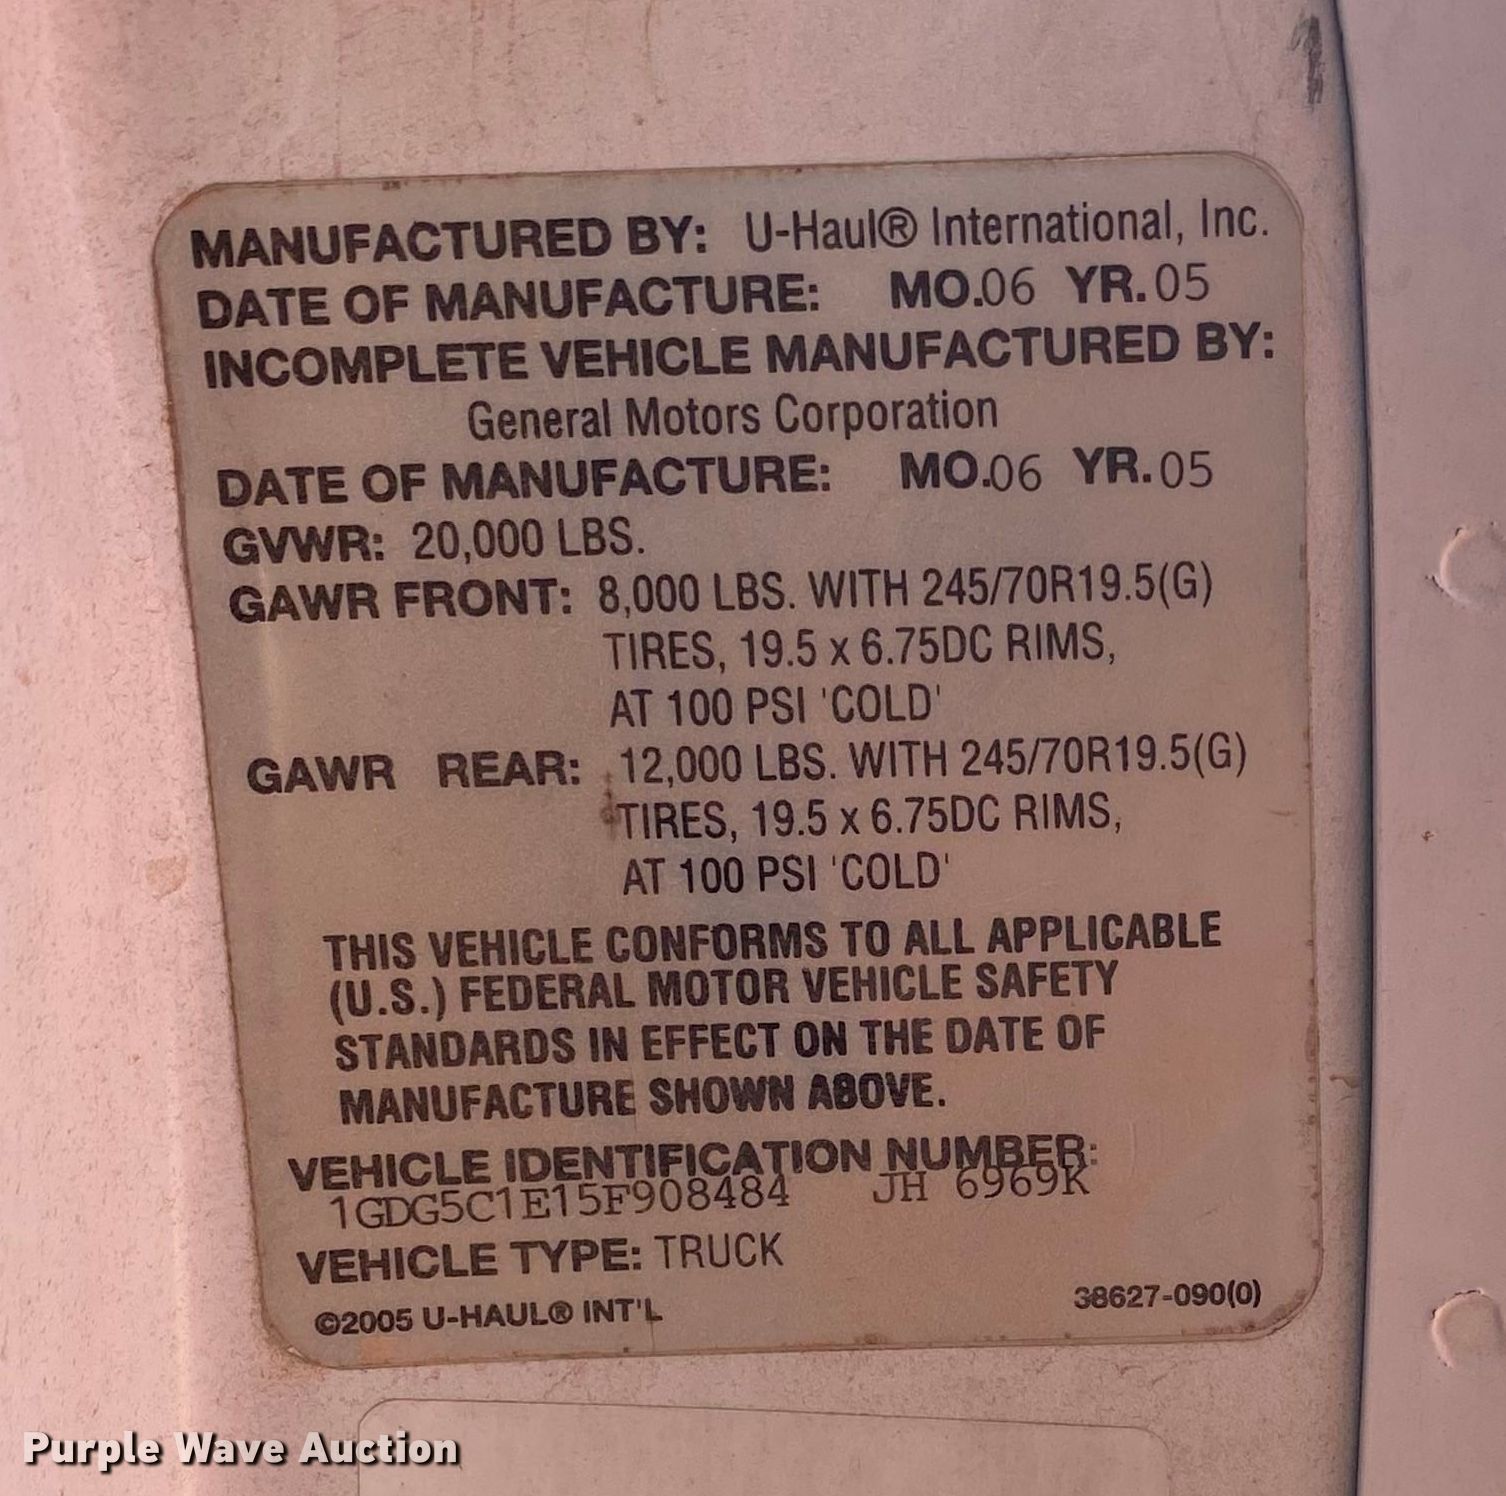 MANUFACTURED BY: U-Haul® International, Inc.
DATE OF MANUFACTURE: MO.06 YR.05
INCOMPLETE VEHICLE MANUFACTURED BY:
General Motors Corporation
DATE OF MANUFACTURE: MO.06 YR.05
GVWR: 20,000 LBS.
GAWR FRONT: 8,000 LBS. WITH 245/70R19.5(G)
TIRES, 19.5 x 6.75DC RIMS,
AT 100 PSI 'COLD'
GAWR REAR: 12,000 LBS. WITH 245/70R19.5(G)
TIRES, 19.5 x 6.75DC RIMS,
AT 100 PSI 'COLD'
THIS VEHICLE CONFORMS TO ALL APPLICABLE
(U.S.) FEDERAL MOTOR VEHICLE SAFETY
STANDARDS IN EFFECT ON THE DATE OF
MANUFACTURE SHOWN ABOVE.
VEHICLE IDENTIFICATION NUMBER:
1GDG5C1E15F908484 JH 6969K
VEHICLE TYPE: TRUCK
©2005 U-HAUL® INT'L 38627-090(0)
Purple Wave Auction